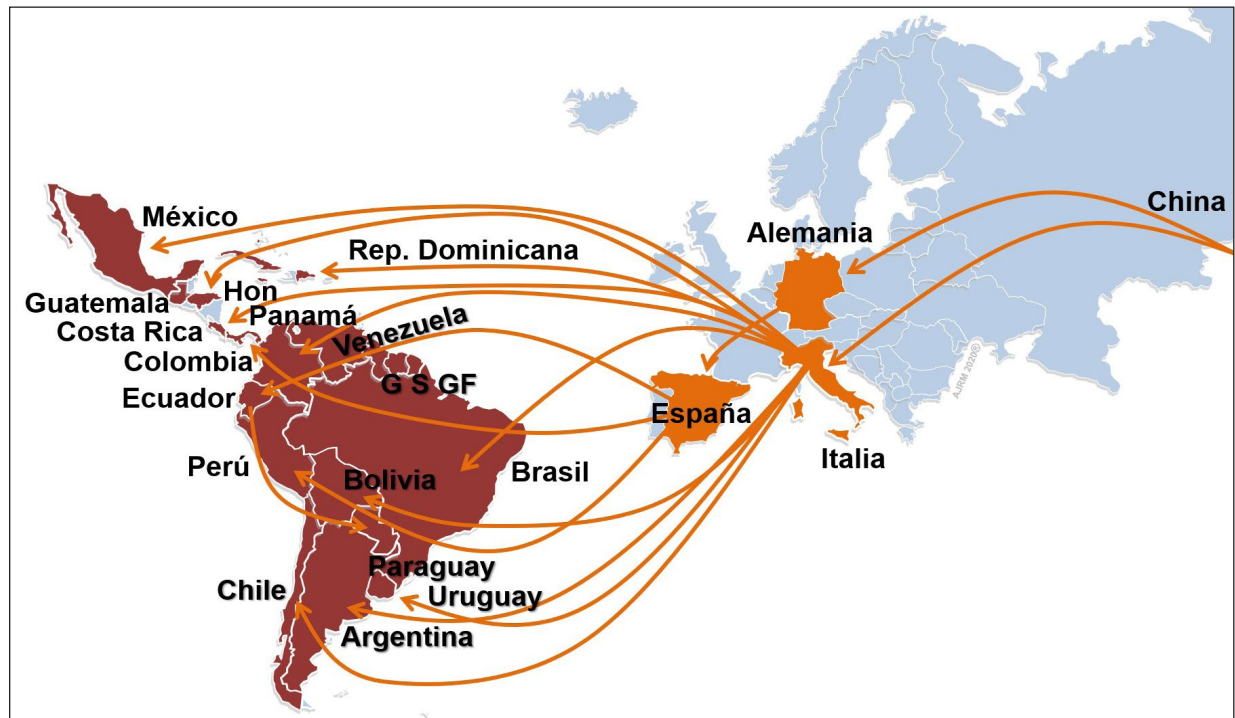 China
México
Alemania
Rep. Dominicana
Hon
Guatemala
Panamá
Costa Rica
Venezuela
Colombia
G S GF
Ecuador
España
Italia
Perú
Bolivia
Brasil
Paraguay
Chile
Uruguay
Argentina
AJRM 2020®